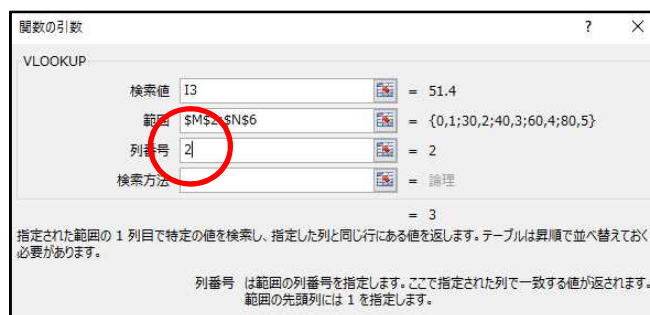 関数の引数 ? ×
VLOOKUP
検索値 I3 = 51.4
範囲 $M$2:$N$6 = {0,1;30,2;40,3;60,4;80,5}
列番号 2 = 2
検索方法 = 論理
= 3
指定された範囲の 1 列目で特定の値を検索し、指定した列と同じ行にある値を返します。テーブルは昇順で並べ替えておく
必要があります。
列番号 は範囲の列番号を指定します。ここで指定された列で一致する値が返されます。
範囲の先頭列には 1 を指定します。